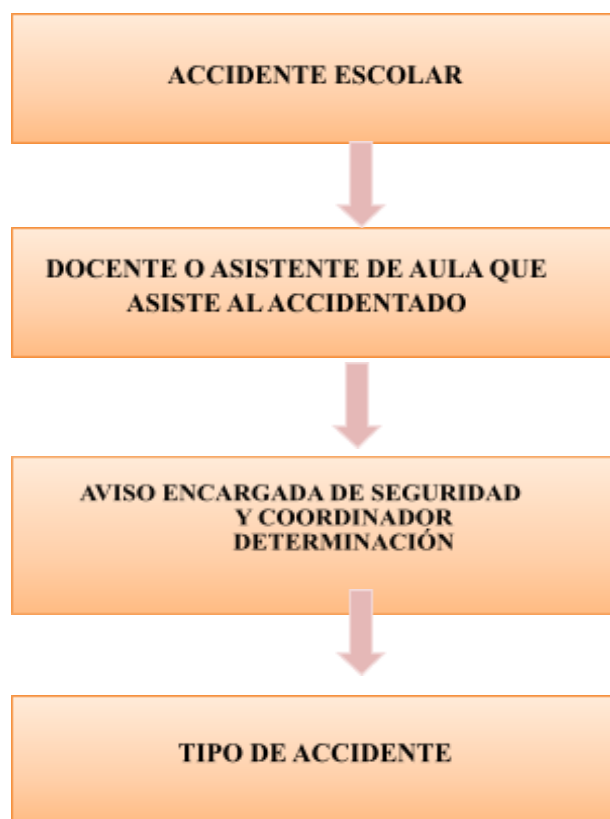 ACCIDENTE ESCOLAR
DOCENTE O ASISTENTE DE AULA QUE
ASISTE AL ACCIDENTADO
AVISO ENCARGADA DE SEGURIDAD
Y COORDINADOR
DETERMINACIÓN
TIPO DE ACCIDENTE